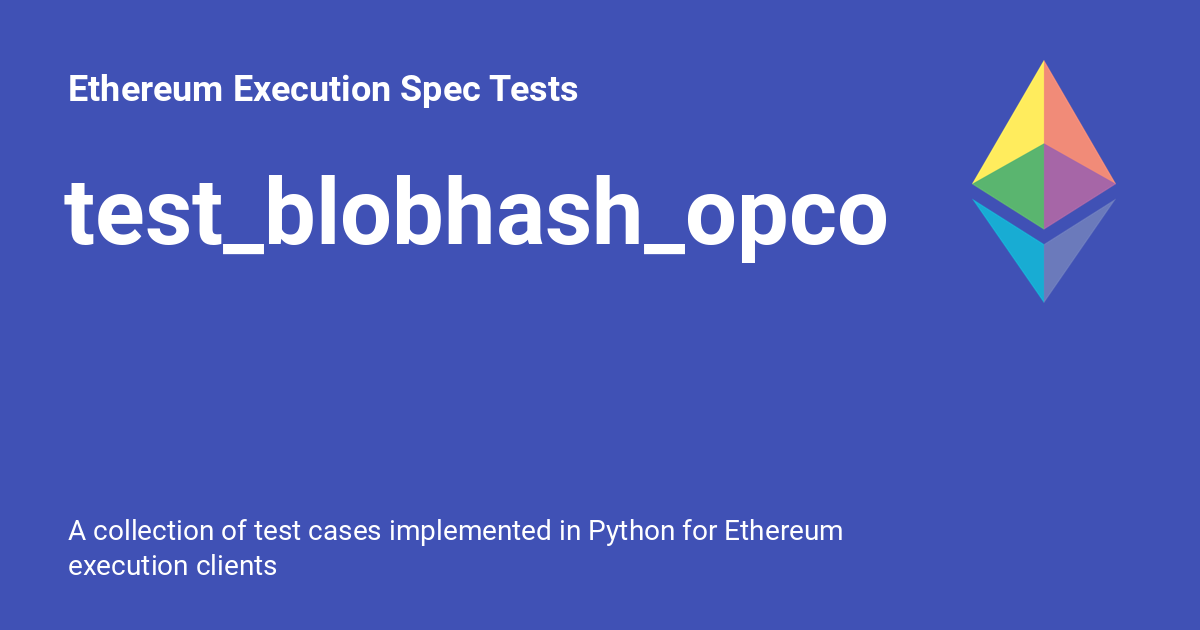 Ethereum Execution Spec Tests
test_blobhash_opco
A collection of test cases implemented in Python for Ethereum
execution clients